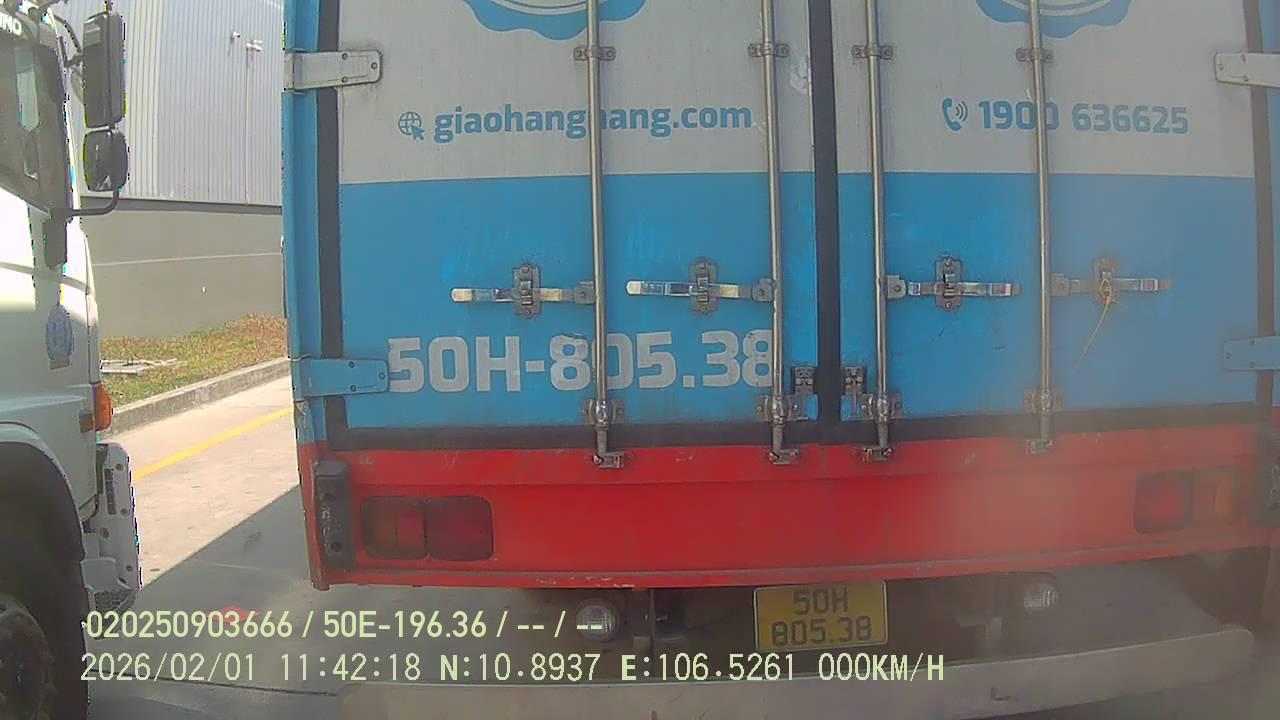 giaohangnhang.com
1900 636625
50H-805.38
50H
805.38
020250903666 / 50E-196.36 / -- / --
2026/02/01 11:42:18 N:10.8937 E:106.5261 000KM/H